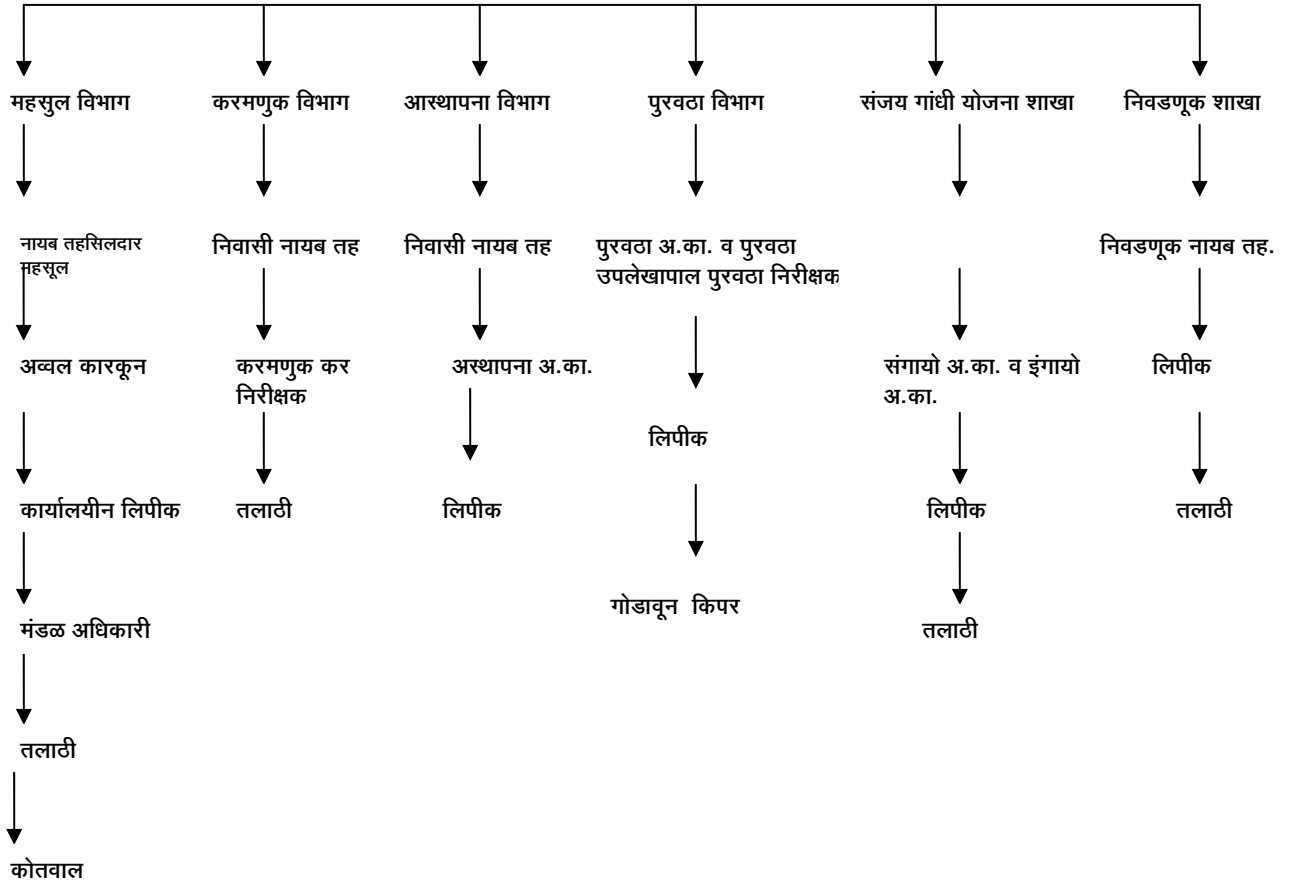 महसुल विभाग
करमणुक विभाग
आस्थापना विभाग
पुरवठा विभाग
संजय गांधी योजना शाखा
निवडणूक शाखा
नायब तहसिलदार
महसूल
निवासी नायब तह
निवासी नायब तह
पुरवठा अ.का. व पुरवठा
उपलेखापाल पुरवठा निरीक्षक
निवडणूक नायब तह.
अव्वल कारकून
करमणुक कर
निरीक्षक
अस्थापना अ.का.
संगायो अ.का. व इंगायो
अ.का.
लिपीक
लिपीक
कार्यालयीन लिपीक
तलाठी
लिपीक
लिपीक
तलाठी
गोडावून किपर
मंडळ अधिकारी
तलाठी
तलाठी
कोतवाल